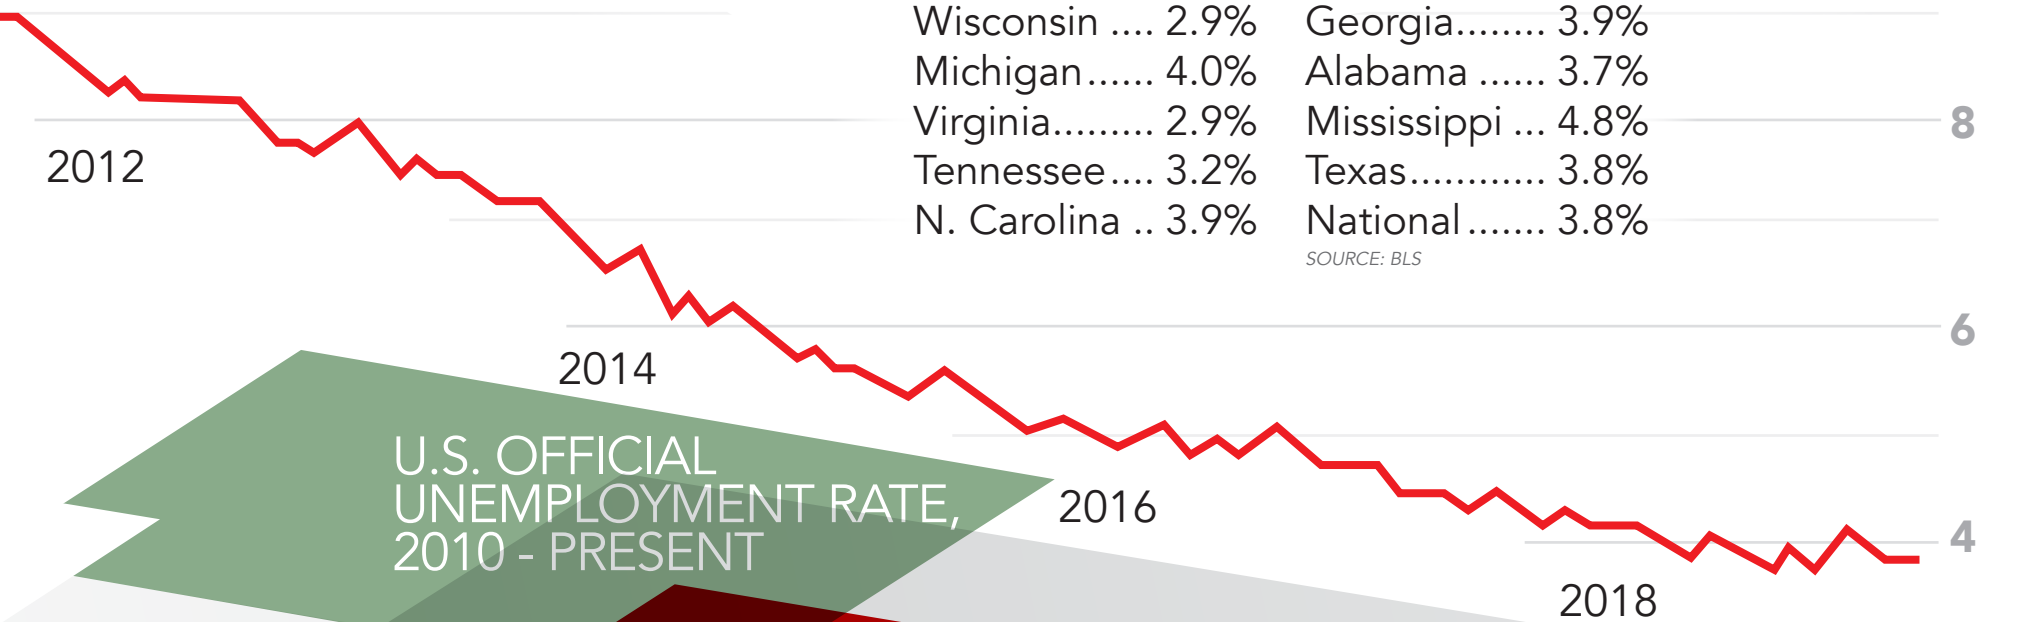 Wisconsin .... 2.9%
Michigan...... 4.0%
Virginia......... 2.9%
Tennessee.... 3.2%
N. Carolina .. 3.9%
Georgia........ 3.9%
Alabama ...... 3.7%
Mississippi ... 4.8%
Texas............ 3.8%
National....... 3.8%
SOURCE: BLS
8
2012
6
2014
U.S. OFFICIAL
UNEMPLOYMENT RATE,
2010 - PRESENT
2016
4
2018